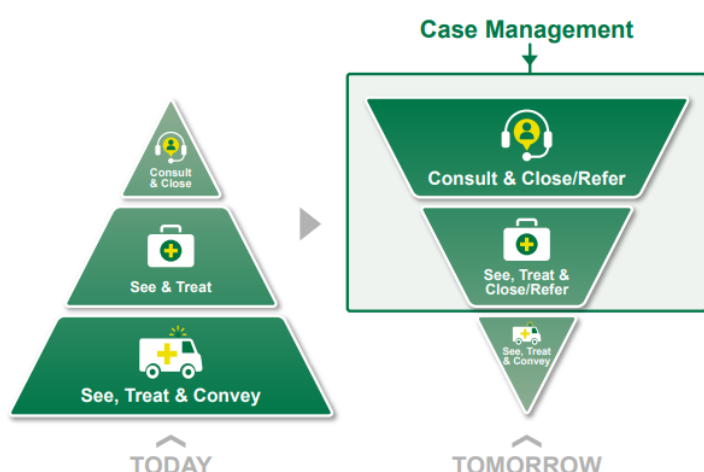 Case Management
Consult
& Close
See & Treat
See, Treat & Convey
TODAY
Consult & Close/Refer
See, Treat &
Close/Refer
See, Treat
& Convey
TOMORROW